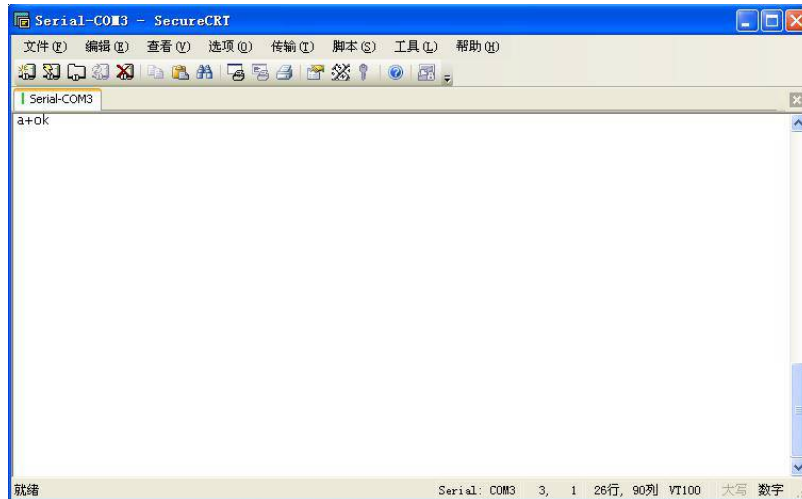 Serial-COM3 - SecureCRT
文件(F) 编辑(E) 查看(V) 选项(O) 传输(T) 脚本(S) 工具(L) 帮助(H)
Serial-COM3
a+ok
就绪 Serial: COM3 3, 1 26行, 90列 VT100 大写 数字